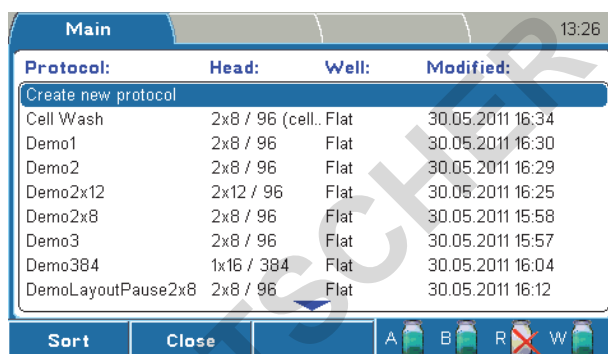 Main 13:26
Protocol: Head: Well: Modified:
Create new protocol
Cell Wash 2x8 / 96 (cell.. Flat 30.05.2011 16:34
Demo1 2x8 / 96 Flat 30.05.2011 16:30
Demo2 2x8 / 96 Flat 30.05.2011 16:29
Demo2x12 2x12 / 96 Flat 30.05.2011 16:25
Demo2x8 2x8 / 96 Flat 30.05.2011 15:58
Demo3 2x8 / 96 Flat 30.05.2011 15:57
Demo384 1x16 / 384 Flat 30.05.2011 16:04
DemoLayoutPause2x8 2x8 / 96 Flat 30.05.2011 16:12
Sort Close A B R W